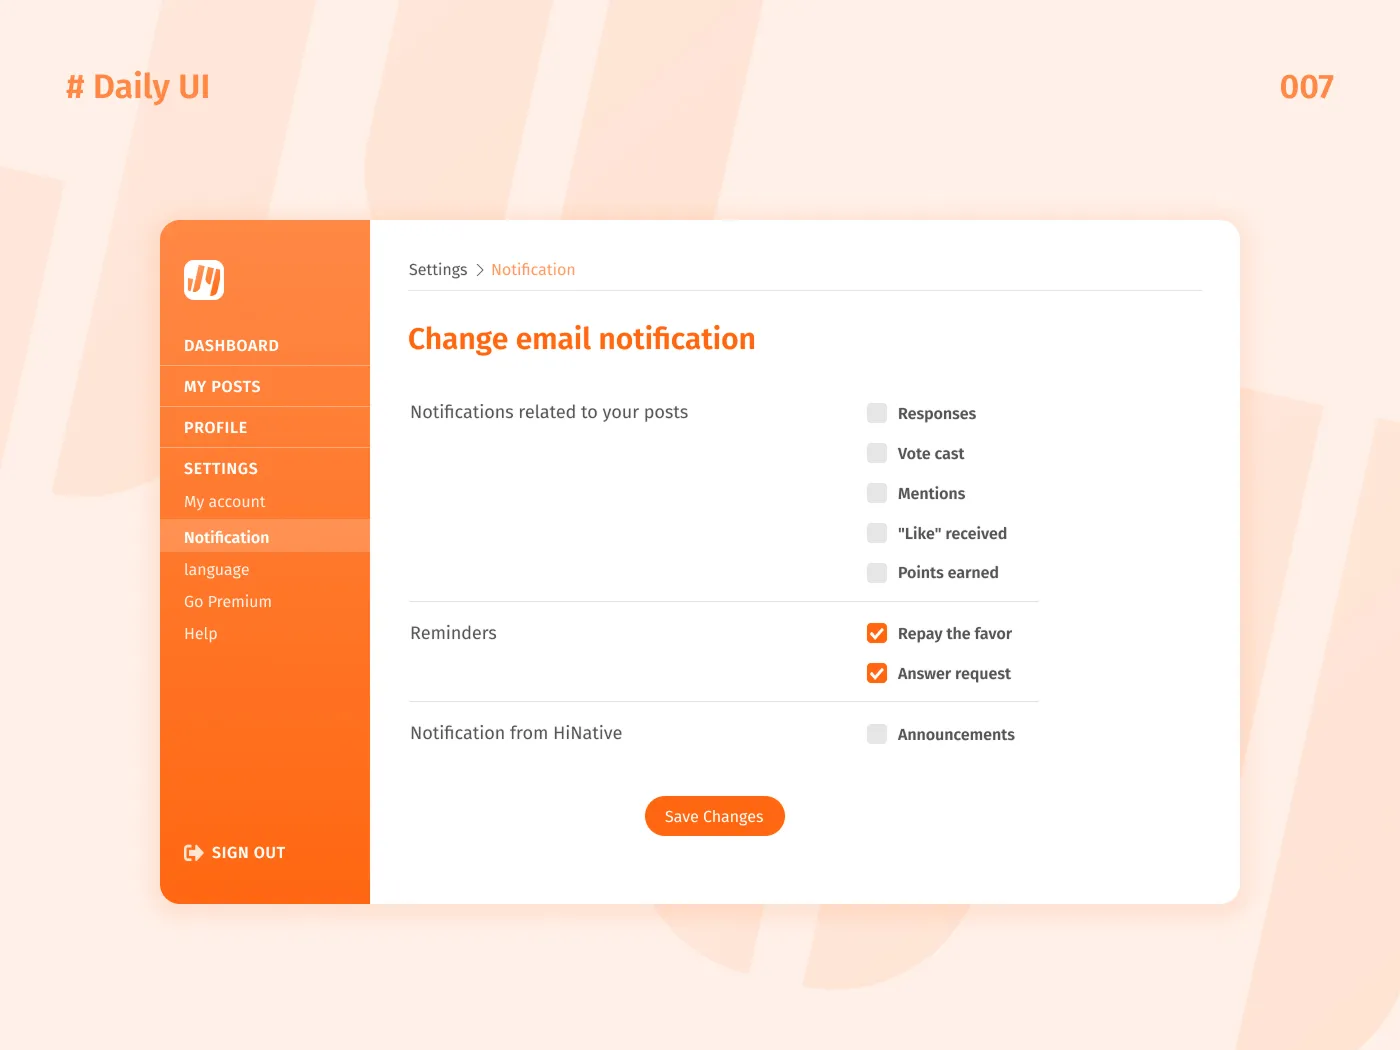 # Daily UI
007
DASHBOARD
MY POSTS
PROFILE
SETTINGS
My account
Notification
language
Go Premium
Help
SIGN OUT
Settings > Notification
Change email notification
Notifications related to your posts
Responses
Vote cast
Mentions
"Like" received
Points earned
Reminders
Repay the favor
Answer request
Notification from HiNative
Announcements
Save Changes